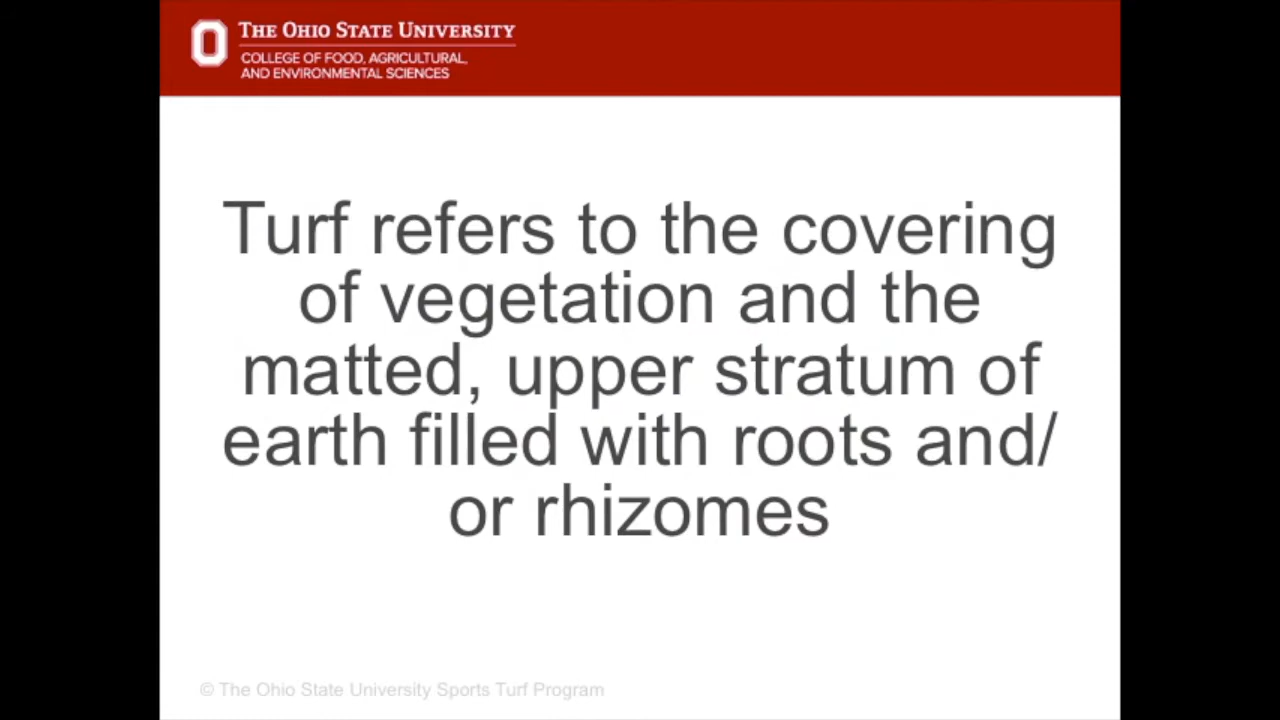 THE OHIO STATE UNIVERSITY
COLLEGE OF FOOD, AGRICULTURAL,
AND ENVIRONMENTAL SCIENCES
Turf refers to the covering
of vegetation and the
matted, upper stratum of
earth filled with roots and/
or rhizomes
© The Ohio State University Sports Turf Program